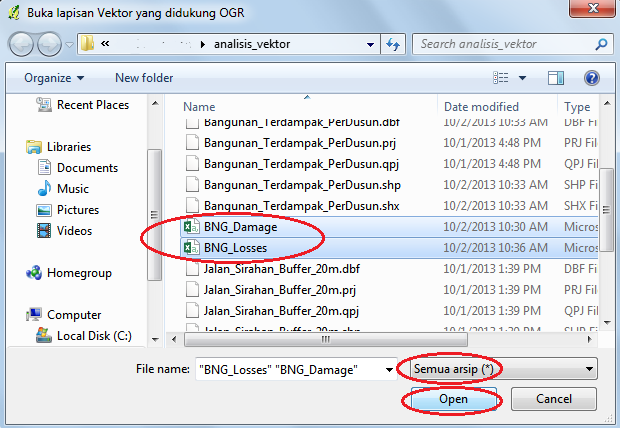 Buka lapisan Vektor yang didukung OGR
analisis_vektor
Search analisis_vektor
Organize
New folder
Recent Places
Libraries
Documents
Music
Pictures
Videos
Homegroup
Computer
Local Disk (C:)
Name Date modified Type
Bangunan_Terdampak_PerDusun.dbf 10/2/2013 10:33 AM DBF Fil
Bangunan_Terdampak_PerDusun.prj 10/1/2013 4:48 PM PRJ Fil
Bangunan_Terdampak_PerDusun.qpj 10/1/2013 4:48 PM QPJ Fil
Bangunan_Terdampak_PerDusun.shp 10/2/2013 10:33 AM SHP Fil
Bangunan_Terdampak_PerDusun.shx 10/2/2013 10:33 AM SHX Fil
BNG_Damage 10/2/2013 10:30 AM Micros
BNG_Losses 10/2/2013 10:36 AM Micros
Jalan_Sirahan_Buffer_20m.dbf 10/1/2013 1:39 PM DBF Fil
Jalan_Sirahan_Buffer_20m.prj 10/1/2013 1:39 PM PRJ Fil
Jalan_Sirahan_Buffer_20m.qpj 10/1/2013 1:39 PM QPJ Fil
Jalan_Sirahan_Buffer_20m.shp 10/1/2013 1:39 PM SHP Fil
File name: "BNG_Losses" "BNG_Damage"
Semua arsip (*)
Open
Cancel